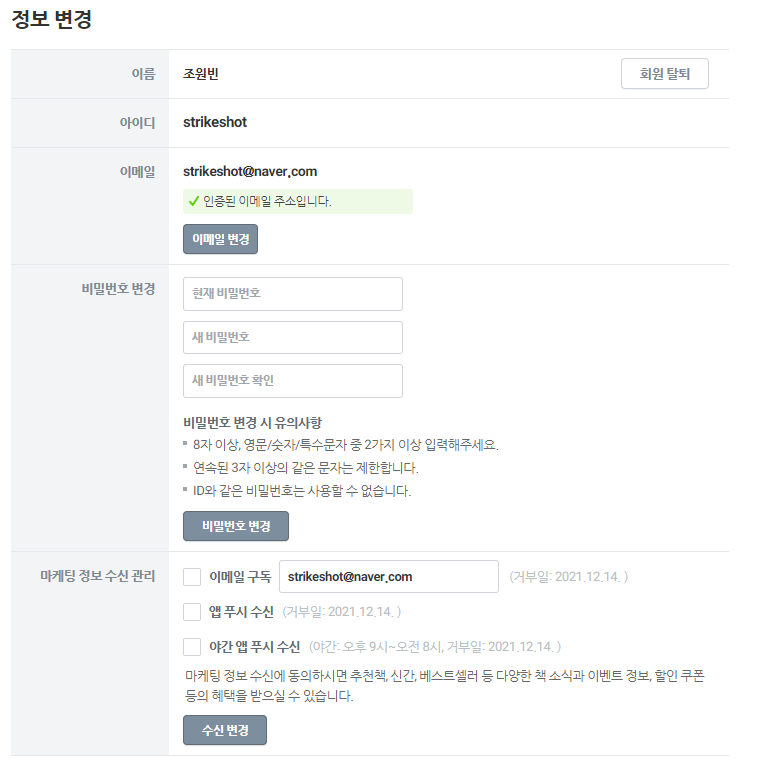 정보 변경
이름 조원빈 회원 탈퇴
아이디 strikeshot
이메일 strikeshot@naver.com
인증된 이메일 주소입니다.
이메일 변경
비밀번호 변경 현재 비밀번호
새 비밀번호
새 비밀번호 확인
비밀번호 변경 시 유의사항
8자 이상, 영문/숫자/특수문자 중 2가지 이상 입력해주세요.
연속된 3자 이상의 같은 문자는 제한합니다.
ID와 같은 비밀번호는 사용할 수 없습니다.
비밀번호 변경
마케팅 정보 수신 관리 이메일 구독 strikeshot@naver.com (거부일: 2021.12.14. )
앱 푸시 수신 (거부일: 2021.12.14. )
야간 앱 푸시 수신 (야간: 오후 9시~오전 8시, 거부일: 2021.12.14. )
마케팅 정보 수신에 동의하시면 추천책, 신간, 베스트셀러 등 다양한 책 소식과 이벤트 정보, 할인 쿠폰
등의 혜택을 받으실 수 있습니다.
수신 변경